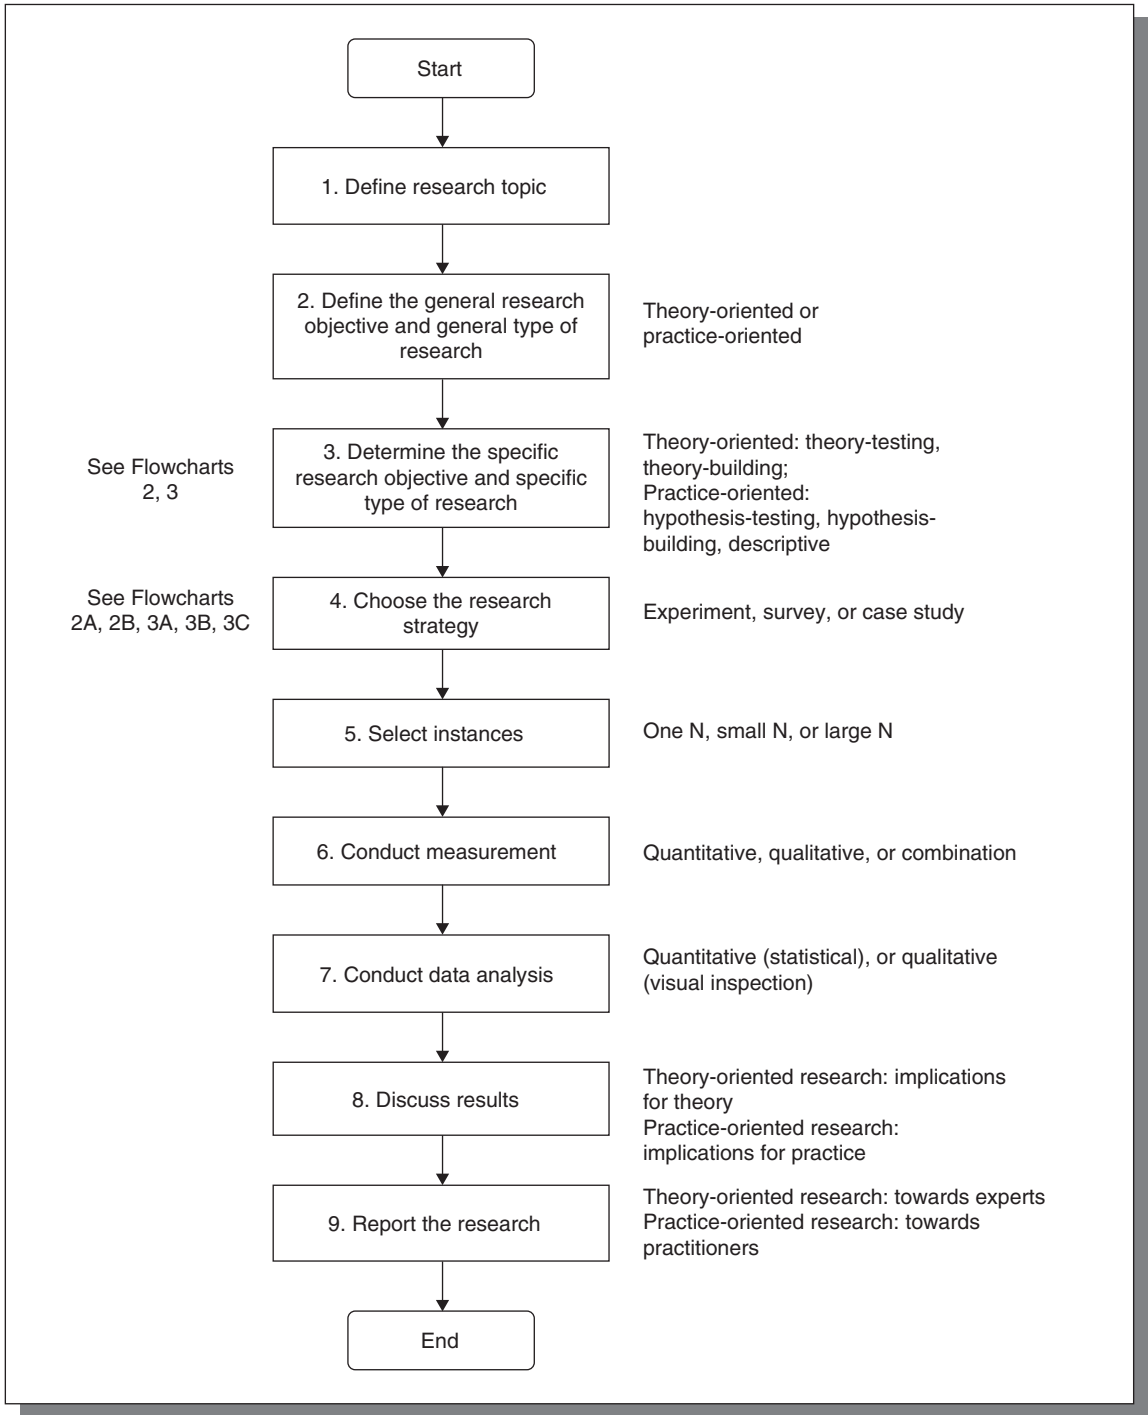 Start
1. Define research topic
2. Define the general research
objective and general type of
research
Theory-oriented or
practice-oriented
See Flowcharts
2, 3
3. Determine the specific
research objective and specific
type of research
Theory-oriented: theory-testing,
theory-building;
Practice-oriented:
hypothesis-testing, hypothesis-
building, descriptive
See Flowcharts
2A, 2B, 3A, 3B, 3C
4. Choose the research
strategy
Experiment, survey, or case study
5. Select instances
One N, small N, or large N
6. Conduct measurement
Quantitative, qualitative, or combination
7. Conduct data analysis
Quantitative (statistical), or qualitative
(visual inspection)
8. Discuss results
Theory-oriented research: implications
for theory
Practice-oriented research:
implications for practice
9. Report the research
Theory-oriented research: towards experts
Practice-oriented research: towards
practitioners
End